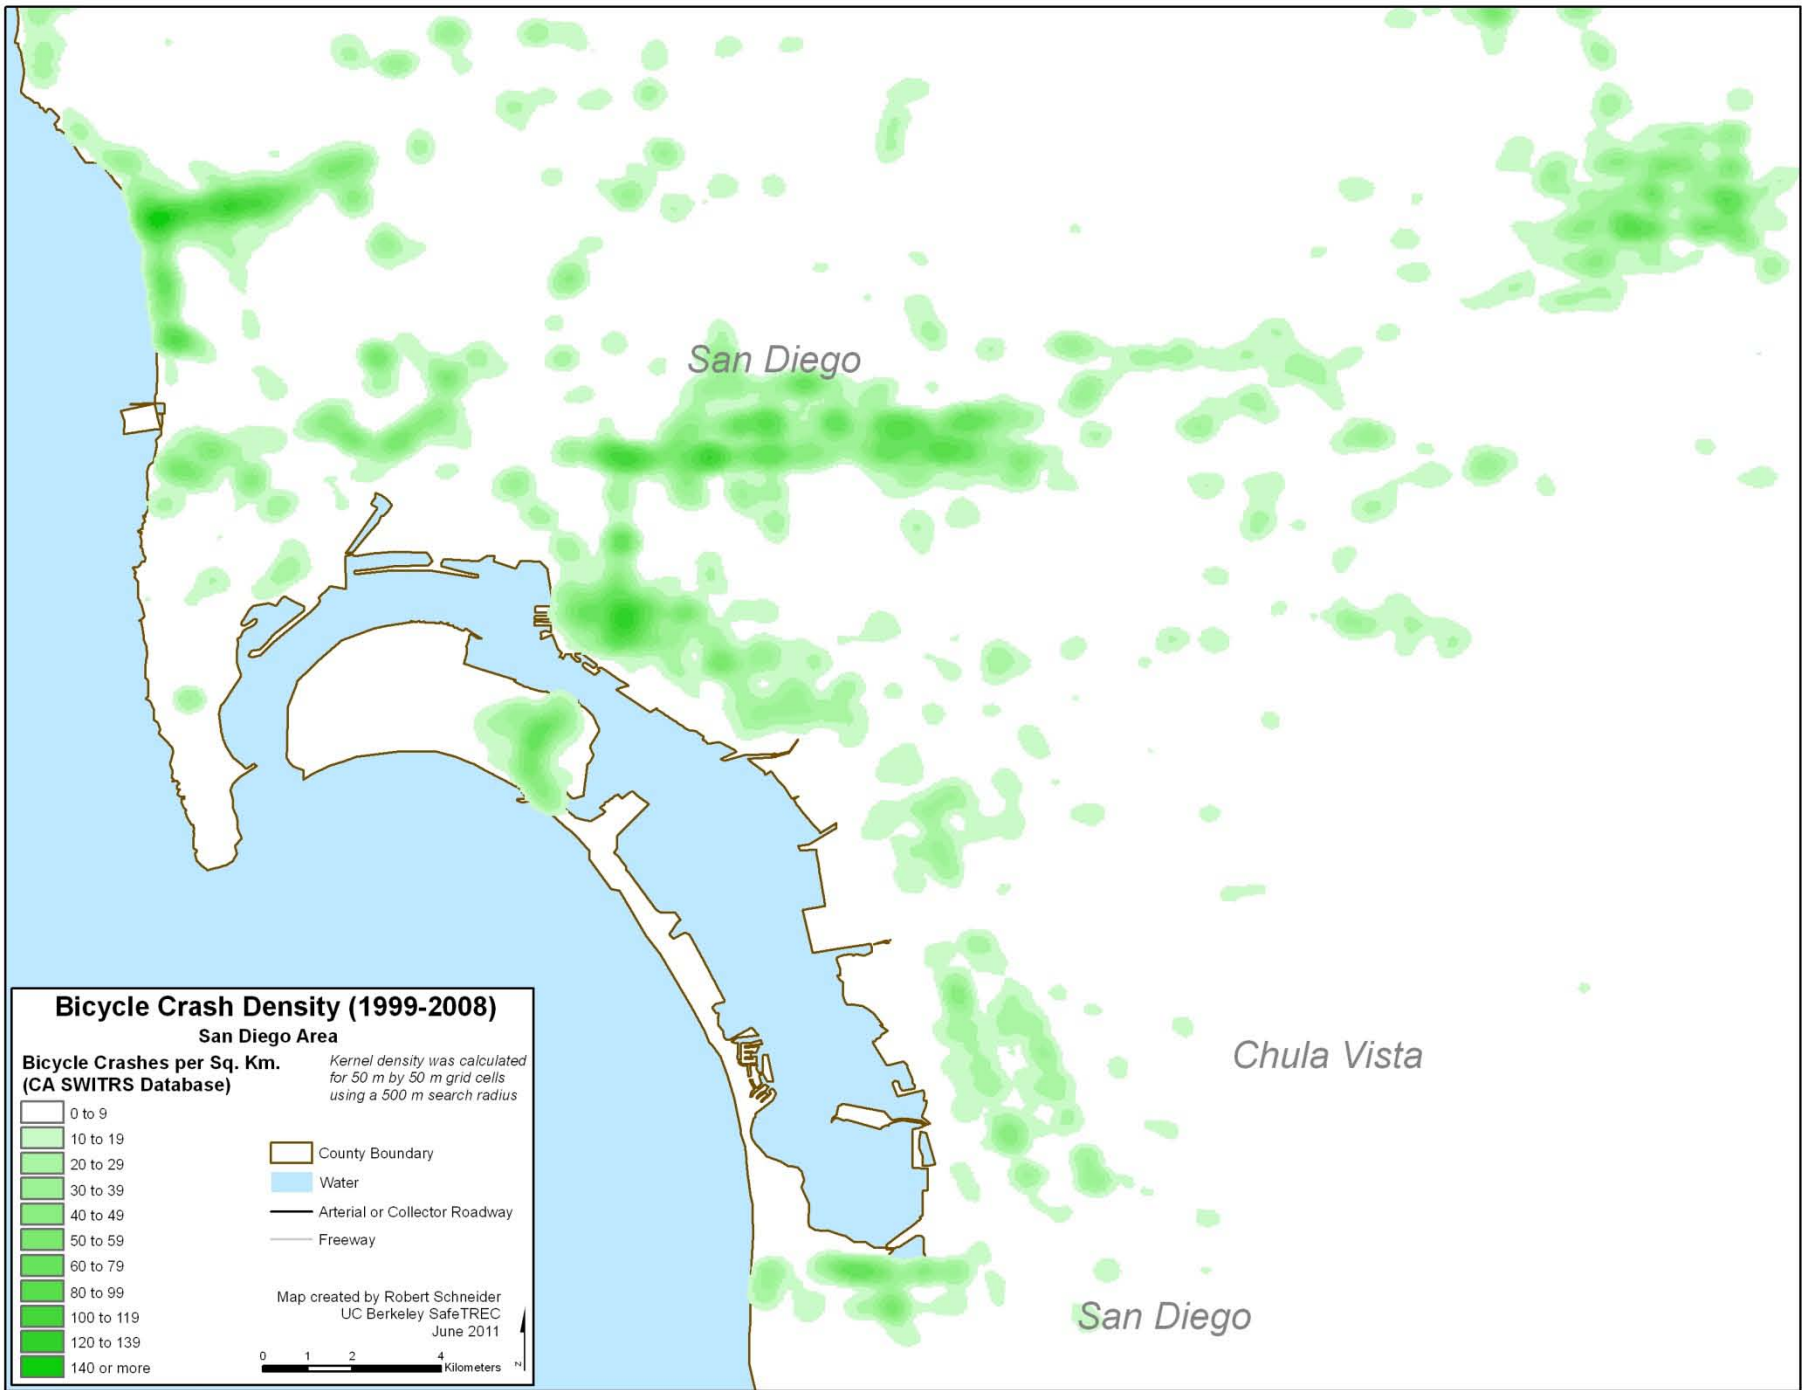 San Diego
Chula Vista
San Diego
Bicycle Crash Density (1999-2008)
San Diego Area
Bicycle Crashes per Sq. Km.
(CA SWITRS Database)
0 to 9
10 to 19
20 to 29
30 to 39
40 to 49
50 to 59
60 to 79
80 to 99
100 to 119
120 to 139
140 or more
Kernel density was calculated
for 50 m by 50 m grid cells
using a 500 m search radius
County Boundary
Water
Arterial or Collector Roadway
Freeway
Map created by Robert Schneider
UC Berkeley SafeTREC
June 2011
0 1 2 4
Kilometers
N